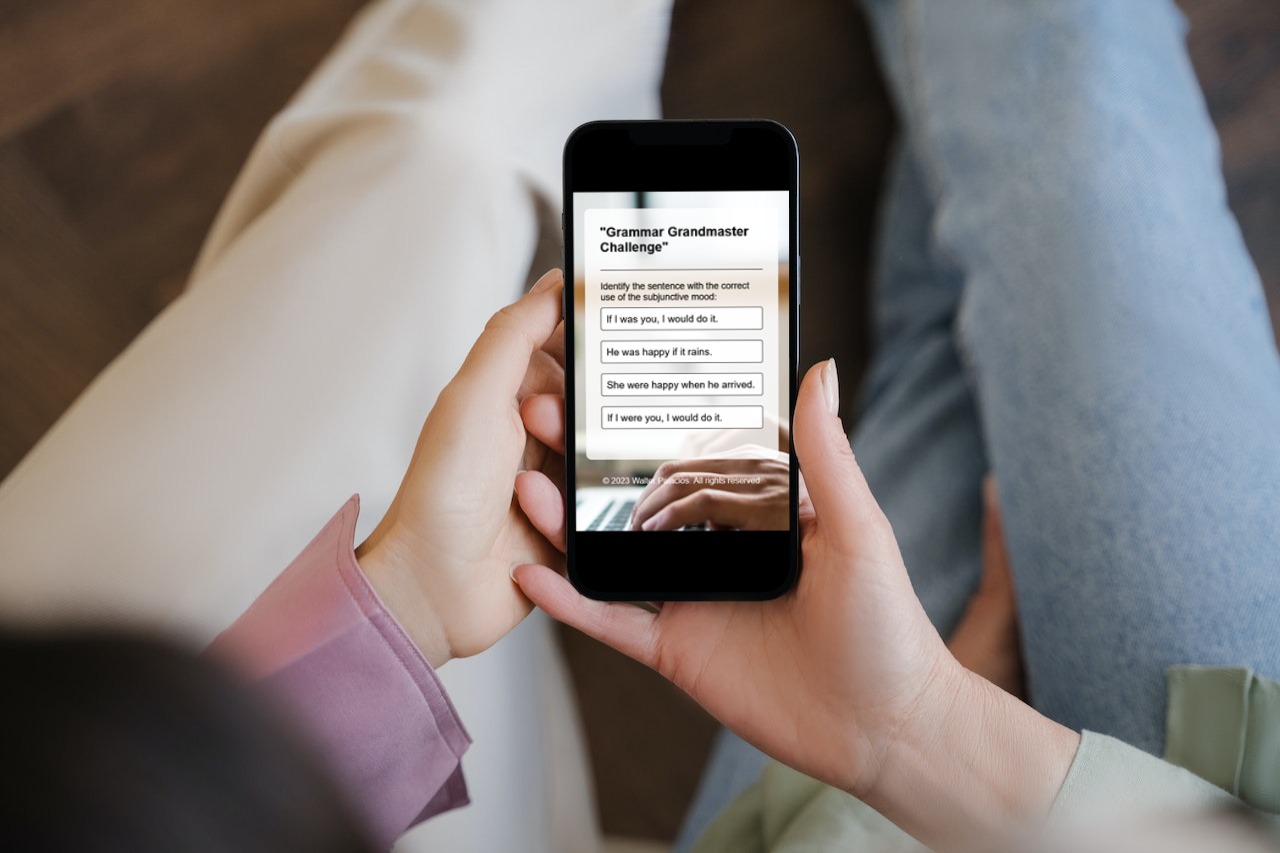 "Grammar Grandmaster
Challenge"
Identify the sentence with the correct
use of the subjunctive mood:
If I was you, I would do it.
He was happy if it rains.
She were happy when he arrived.
If I were you, I would do it.
© 2023 Walter Palacios. All rights reserved.